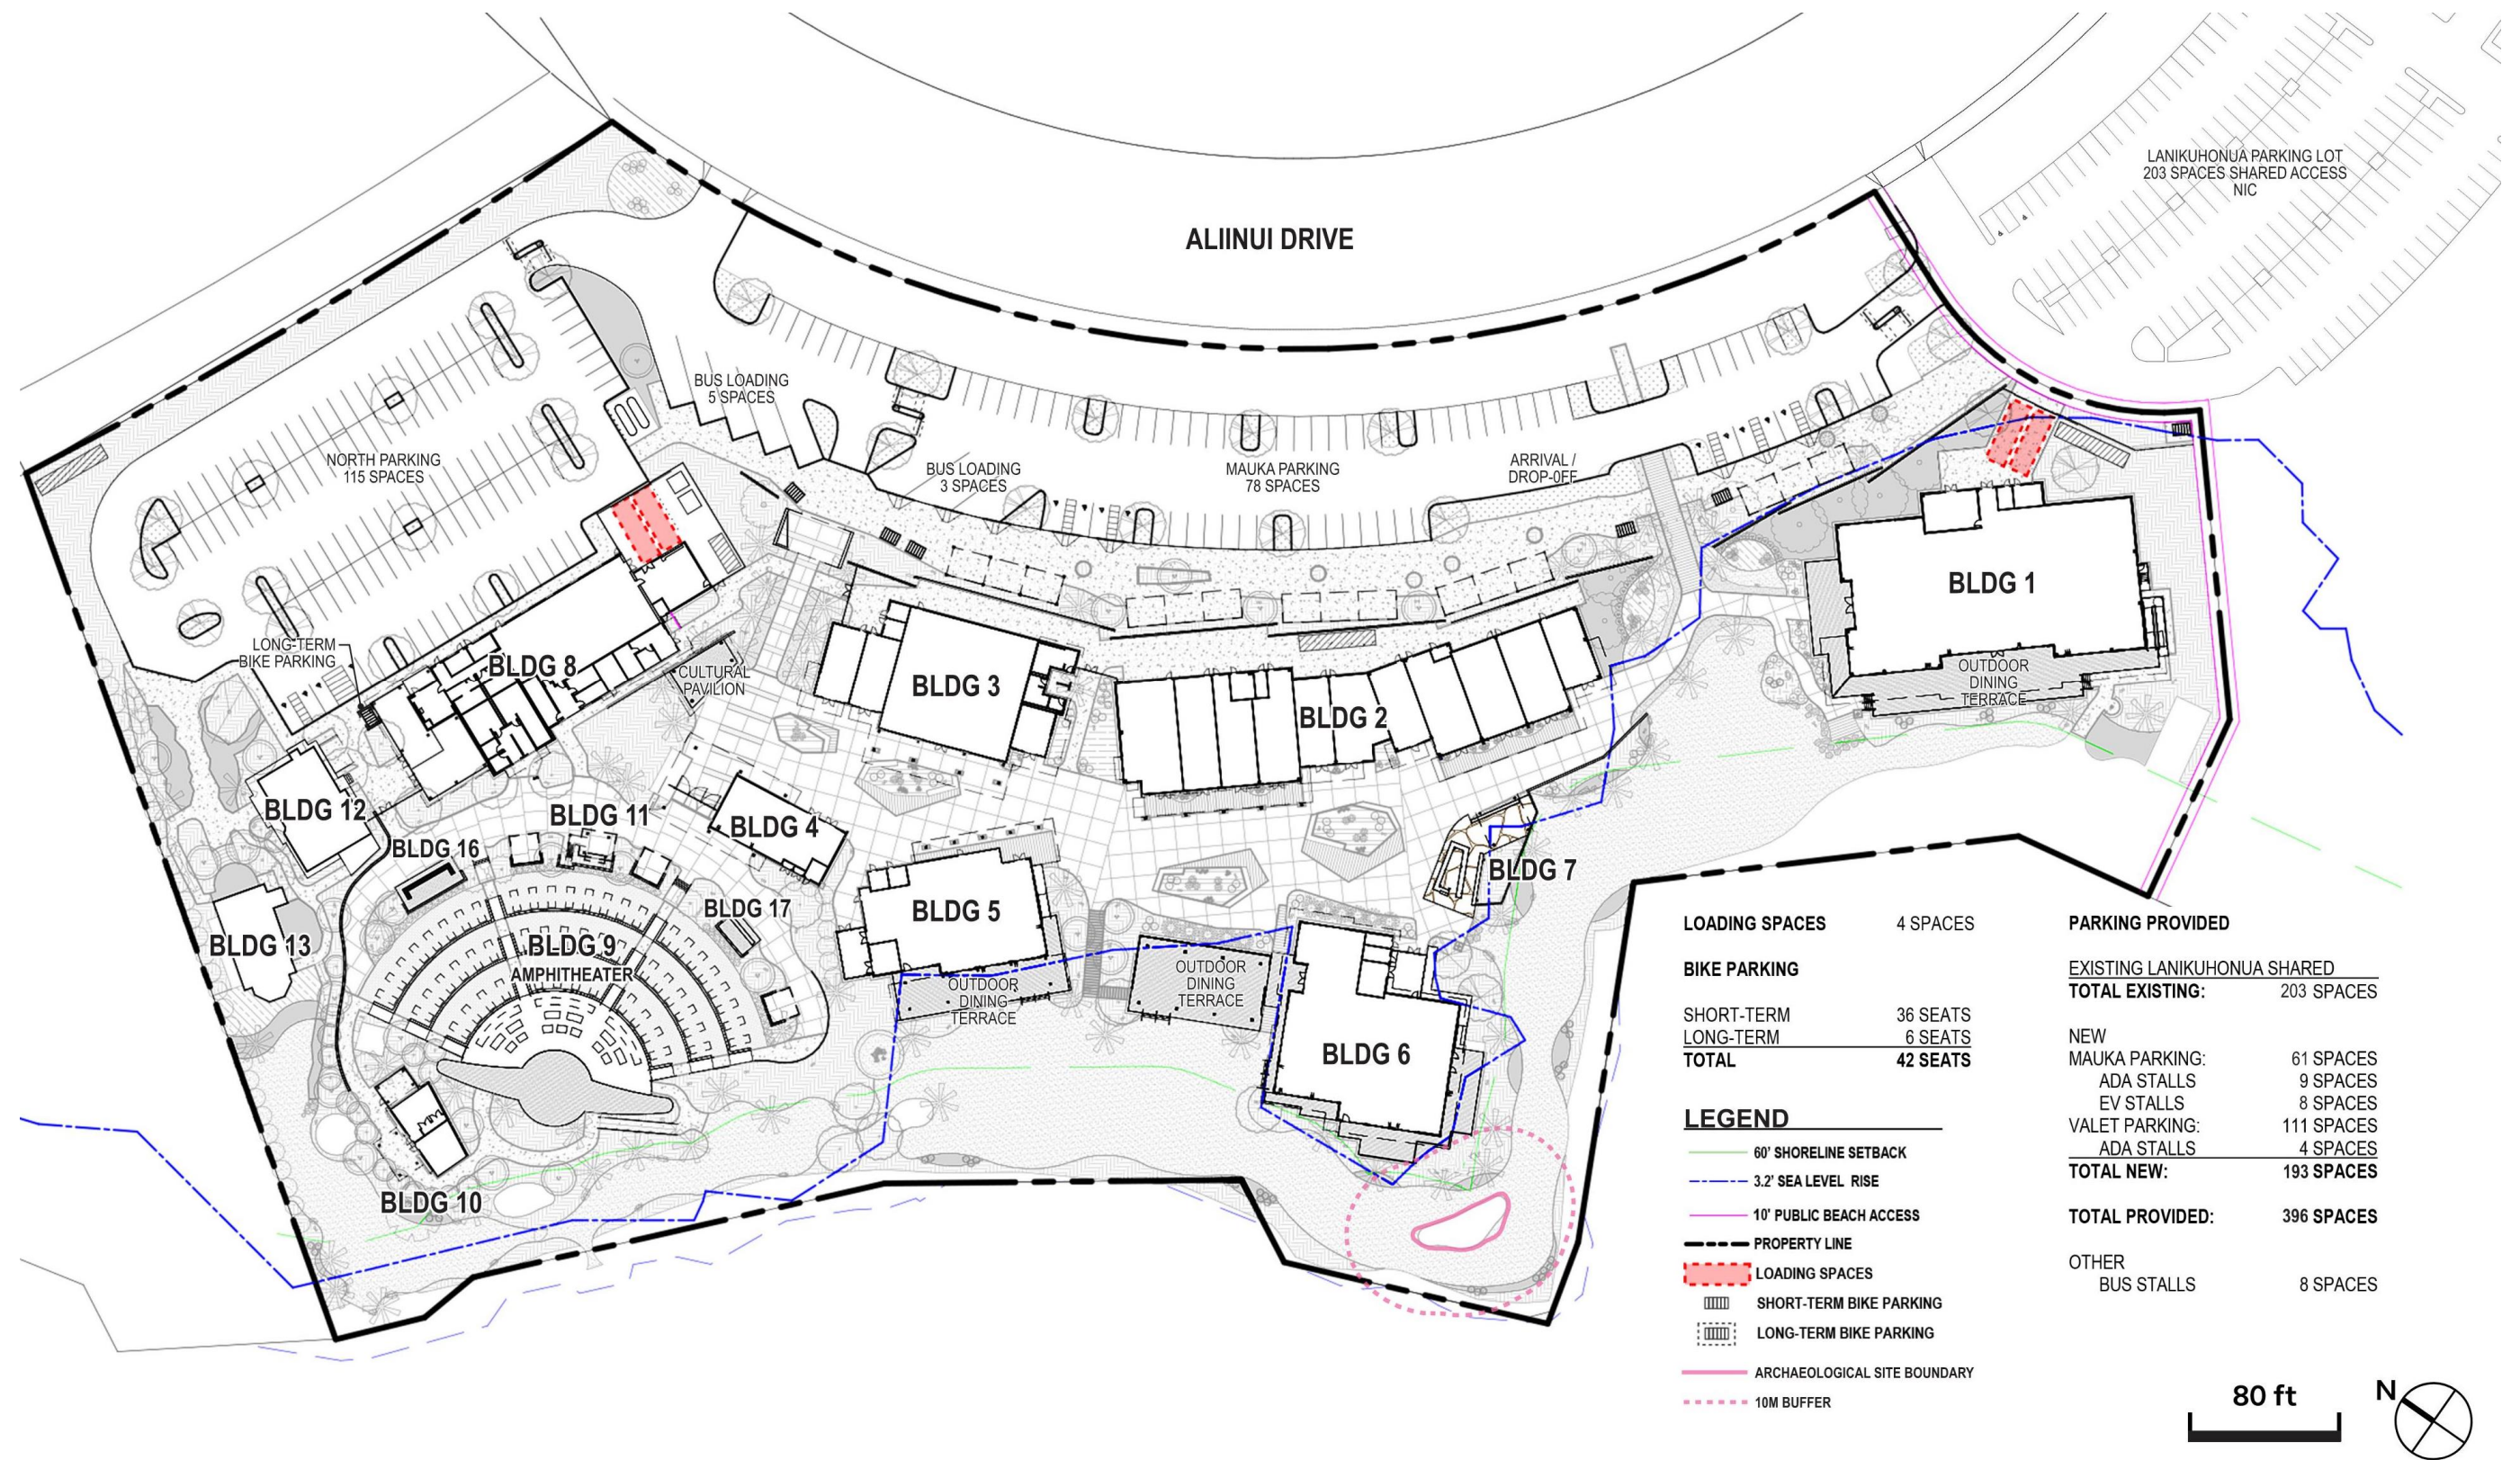 LANIKUHONUA PARKING LOT
203 SPACES SHARED ACCESS
NIC
ALIINUI DRIVE
BUS LOADING
5 SPACES
NORTH PARKING
115 SPACES
BUS LOADING
3 SPACES
MAUKA PARKING
78 SPACES
ARRIVAL /
DROP-OFF
BLDG 1
OUTDOOR
DINING
TERRACE
LONG-TERM
BIKE PARKING
BLDG 8
CULTURAL
PAVILION
BLDG 3
BLDG 2
BLDG 12
BLDG 11
BLDG 4
BLDG 16
BLDG 7
BLDG 17
BLDG 5
BLDG 13
BLDG 9
AMPHITHEATER
OUTDOOR
DINING
TERRACE
OUTDOOR
DINING
TERRACE
BLDG 6
BLDG 10
LOADING SPACES 4 SPACES
BIKE PARKING
SHORT-TERM 36 SEATS
LONG-TERM 6 SEATS
TOTAL 42 SEATS
PARKING PROVIDED
EXISTING LANIKUHONUA SHARED
TOTAL EXISTING: 203 SPACES
NEW
MAUKA PARKING: 61 SPACES
ADA STALLS 9 SPACES
EV STALLS 8 SPACES
VALET PARKING: 111 SPACES
ADA STALLS 4 SPACES
TOTAL NEW: 193 SPACES
TOTAL PROVIDED: 396 SPACES
OTHER
BUS STALLS 8 SPACES
LEGEND
60' SHORELINE SETBACK
3.2' SEA LEVEL RISE
10' PUBLIC BEACH ACCESS
PROPERTY LINE
LOADING SPACES
SHORT-TERM BIKE PARKING
LONG-TERM BIKE PARKING
ARCHAEOLOGICAL SITE BOUNDARY
10M BUFFER
80 ft
N